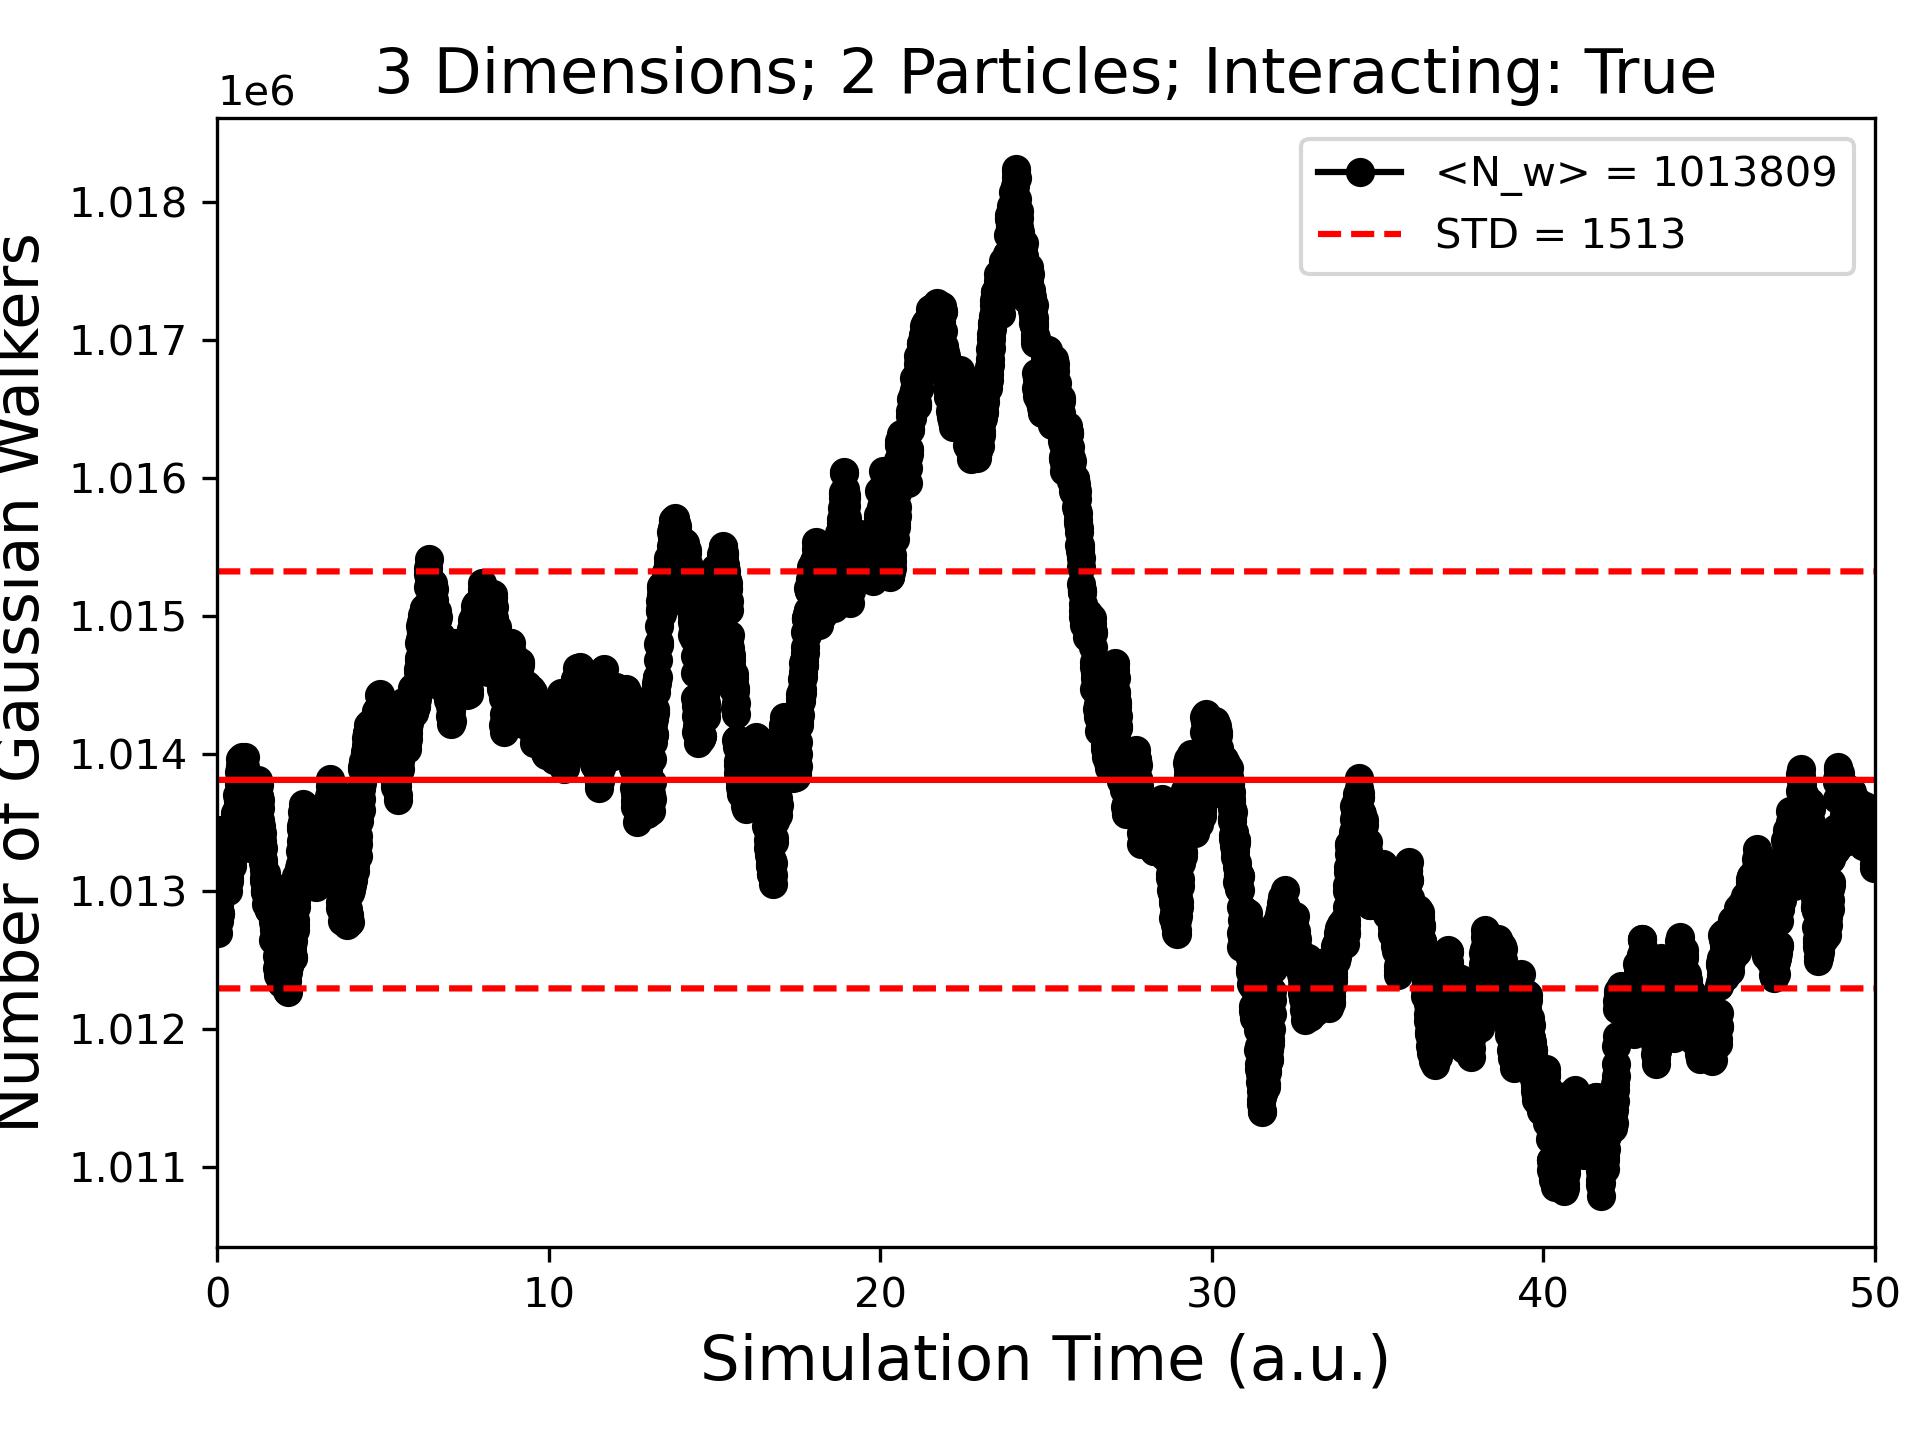 3 Dimensions; 2 Particles; Interacting: True
1e6
<N_w> = 1013809
STD = 1513
1.018
1.017
1.016
1.015
1.014
1.013
1.012
1.011
Number of Gaussian Walkers
0 10 20 30 40 50
Simulation Time (a.u.)